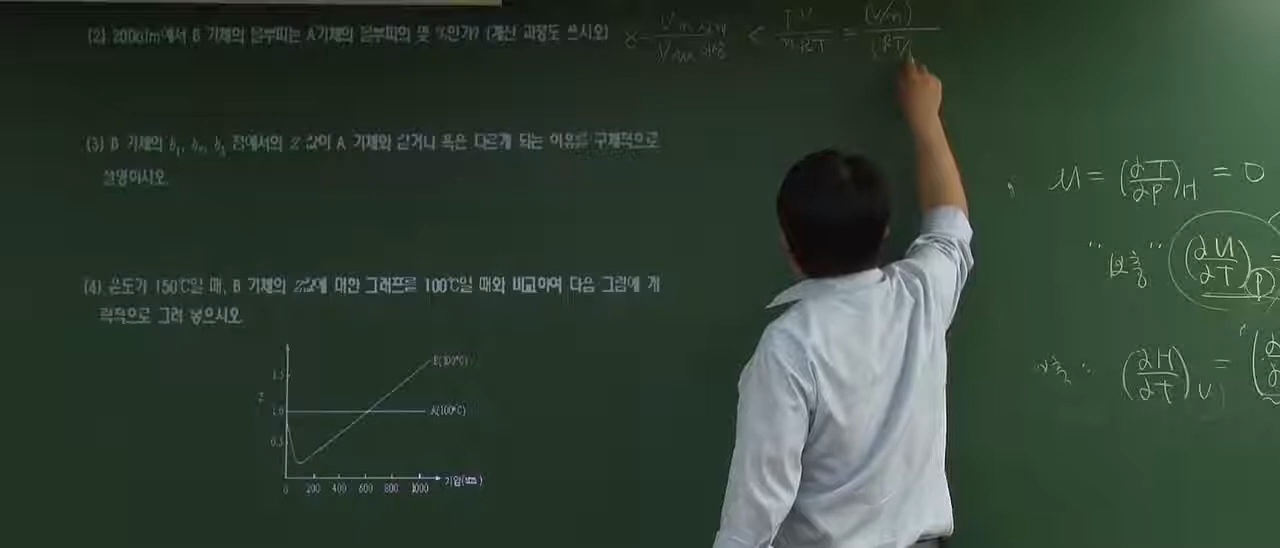 (2) 200atm에서 B 기체의 몰부피는 A기체의 몰부피의 몇 %인가? (계산 과정도 쓰시오)
(3) B 기체의 b₁, b₂, b₃ 점에서의 Z 값이 A 기체와 같거나 혹은 다르게 되는 이유를 구체적으로
설명하시오
(4) 온도가 150℃일 때, B 기체의 Z값에 대한 그래프를 100℃일 때와 비교하여 다음 그림에 개
략적으로 그려 넣으시오
B(100℃)
1.5
Z
1.0
A(100℃)
0.5
0 200 400 600 800 1000 기압(atm)
= (V/n)
μ = (∂T/∂P)H = 0
(∂U/∂T)P =
(∂H/∂T)V =